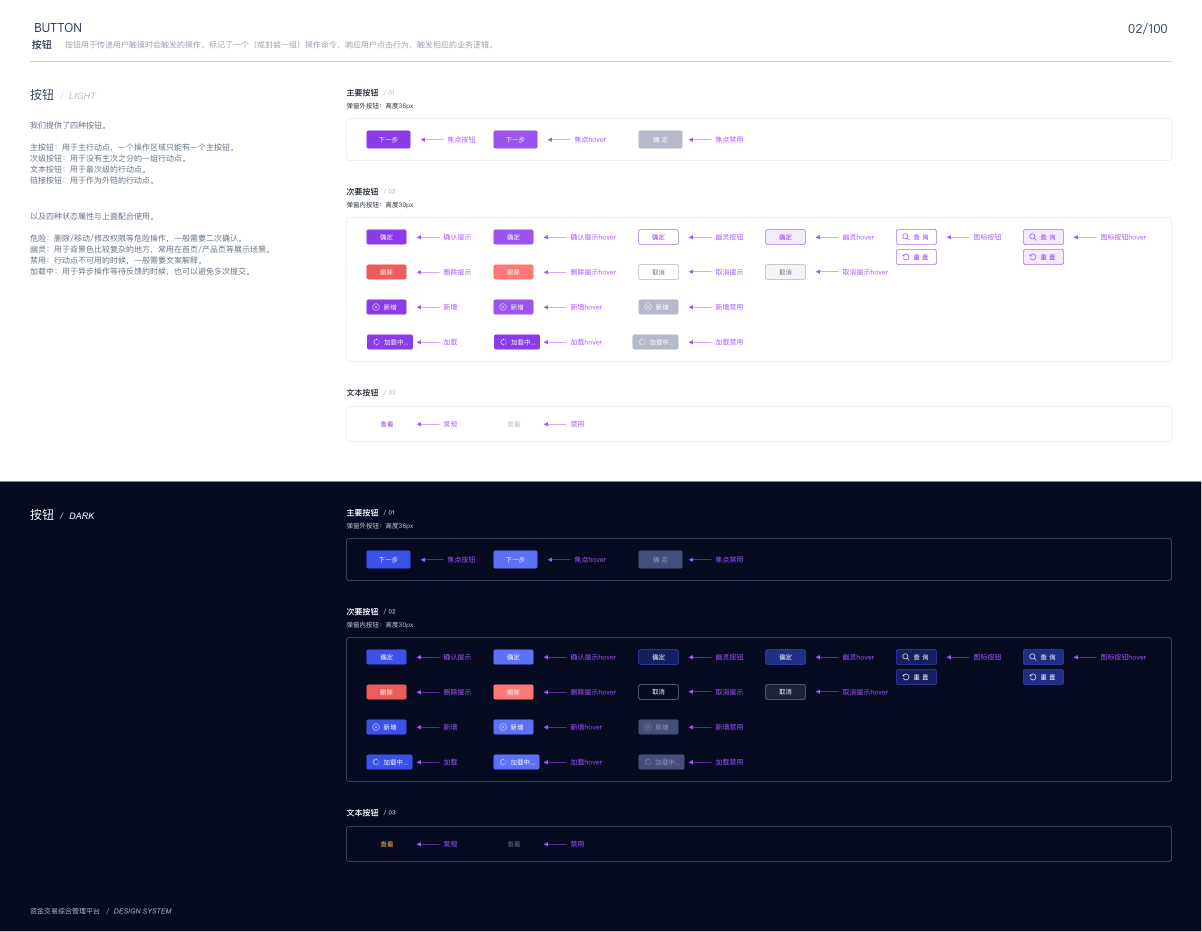 BUTTON
02/100
按钮 按钮用于传递用户触摸时会触发的操作。标记了一个（或封装一组）操作命令，响应用户点击行为，触发相应的业务逻辑。
按钮 / LIGHT
我们提供了四种按钮。
主按钮：用于主行动点，一个操作区域只能有一个主按钮。
次级按钮：用于没有主次之分的一组行动点。
文本按钮：用于最次级的行动点。
链接按钮：用于作为外链的行动点。
以及四种状态属性与上面配合使用。
危险：删除/移动/修改权限等危险操作，一般需要二次确认。
幽灵：用于背景色比较复杂的地方，常用在首页/产品页等展示场景。
禁用：行动点不可用的时候，一般需要文案解释。
加载中：用于异步操作等待反馈的时候，也可以避免多次提交。
主要按钮 / 01
弹窗外按钮：高度36px
下一步 焦点按钮 下一步 焦点hover 确 定 焦点禁用
次要按钮 / 02
弹窗内按钮：高度30px
确定 确认提示 确定 确认提示hover 确定 幽灵按钮 确定 幽灵hover 查 询 图标按钮 查 询 图标按钮hover
重 置 重 置
删除 删除提示 删除 删除提示hover 取消 取消提示 取消 取消提示hover
新增 新增 新增 新增hover 新增 新增禁用
加载中... 加载 加载中... 加载hover 加载中... 加载禁用
文本按钮 / 03
查看 常规 查看 禁用
按钮 / DARK
主要按钮 / 01
弹窗外按钮：高度36px
下一步 焦点按钮 下一步 焦点hover 确 定 焦点禁用
次要按钮 / 02
弹窗内按钮：高度30px
确定 确认提示 确定 确认提示hover 确定 幽灵按钮 确定 幽灵hover 查 询 图标按钮 查 询 图标按钮hover
重 置 重 置
删除 删除提示 删除 删除提示hover 取消 取消提示 取消 取消提示hover
新增 新增 新增 新增hover 新增 新增禁用
加载中... 加载 加载中... 加载hover 加载中... 加载禁用
文本按钮 / 03
查看 常规 查看 禁用
资金交易综合管理平台 / DESIGN SYSTEM